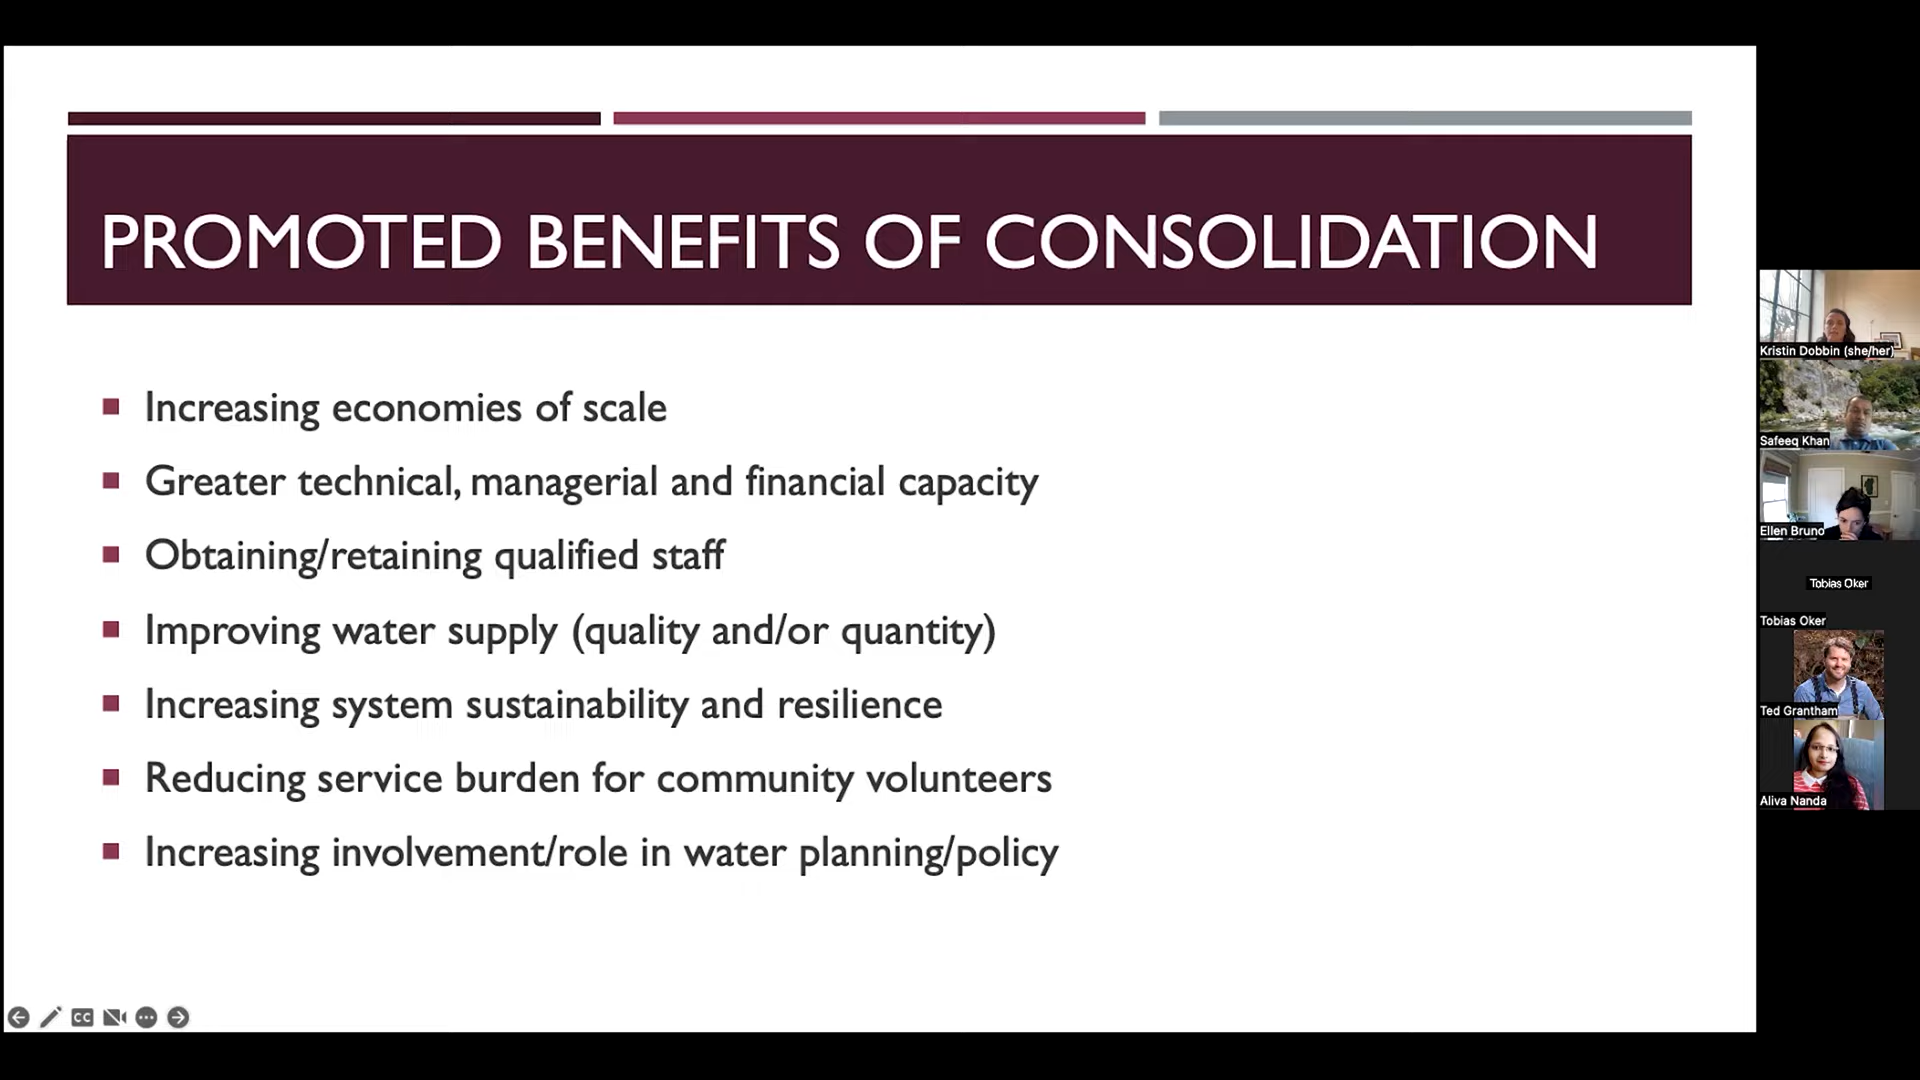 PROMOTED BENEFITS OF CONSOLIDATION
Increasing economies of scale
Greater technical, managerial and financial capacity
Obtaining/retaining qualified staff
Improving water supply (quality and/or quantity)
Increasing system sustainability and resilience
Reducing service burden for community volunteers
Increasing involvement/role in water planning/policy
CC
Kristin Dobbin (she/her)
Safeeq Khan
Ellen Bruno
Tobias Oker
Tobias Oker
Ted Grantham
Aliva Nanda